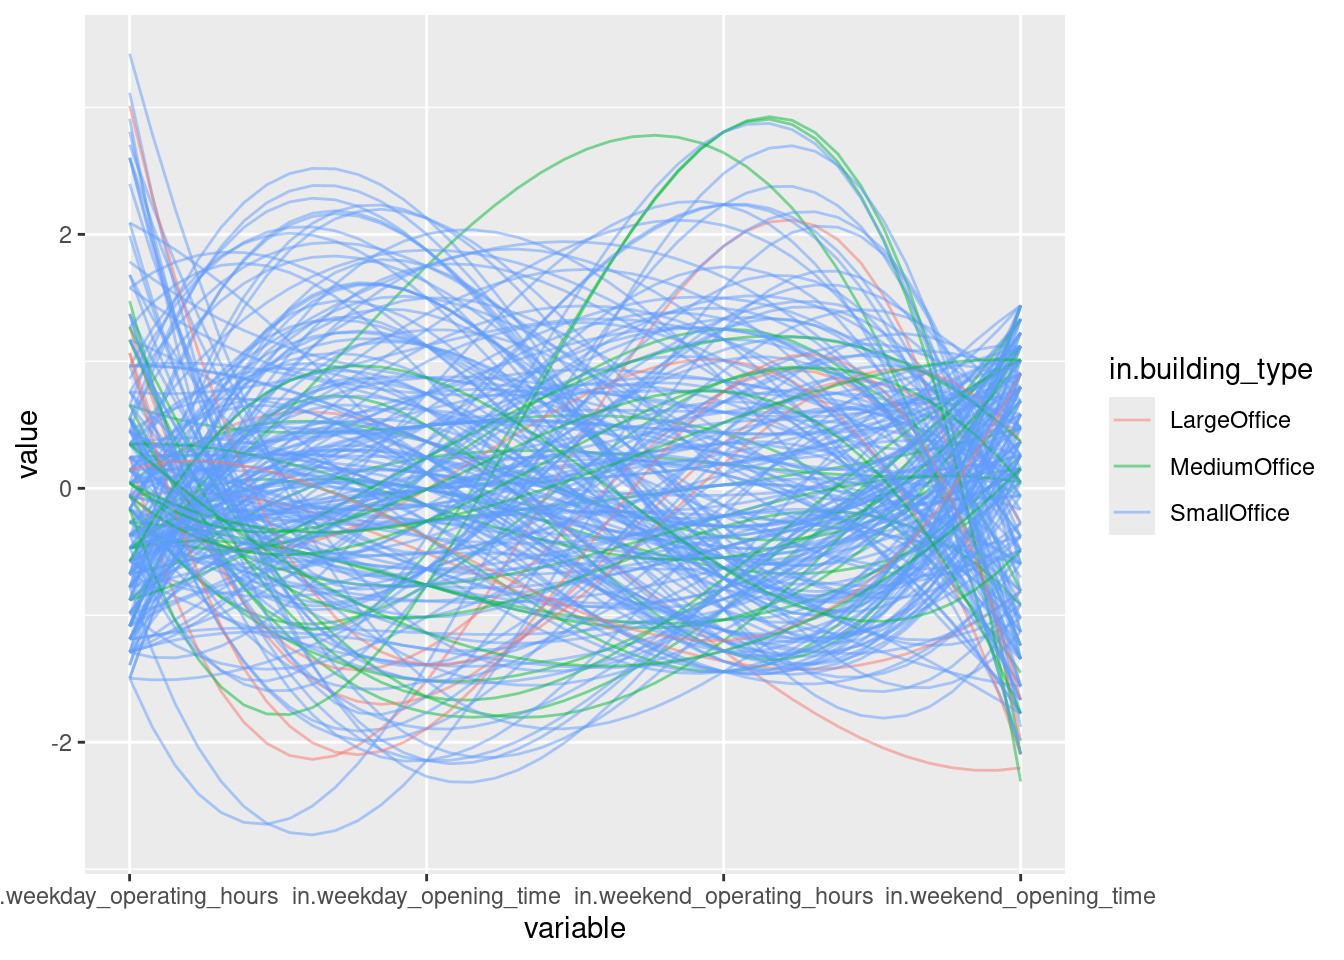 2
0
-2
value
.weekday_operating_hours
in.weekday_opening_time
in.weekend_operating_hours
in.weekend_opening_time
variable
in.building_type
LargeOffice
MediumOffice
SmallOffice